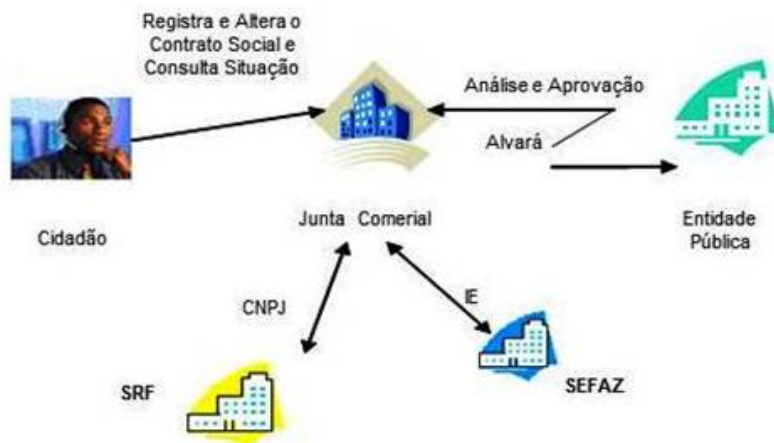 Registra e Altera o
Contrato Social e
Consulta Situação
Análise e Aprovação
Alvará
Cidadão
Junta Comerial
Entidade
Pública
CNPJ
IE
SRF
SEFAZ